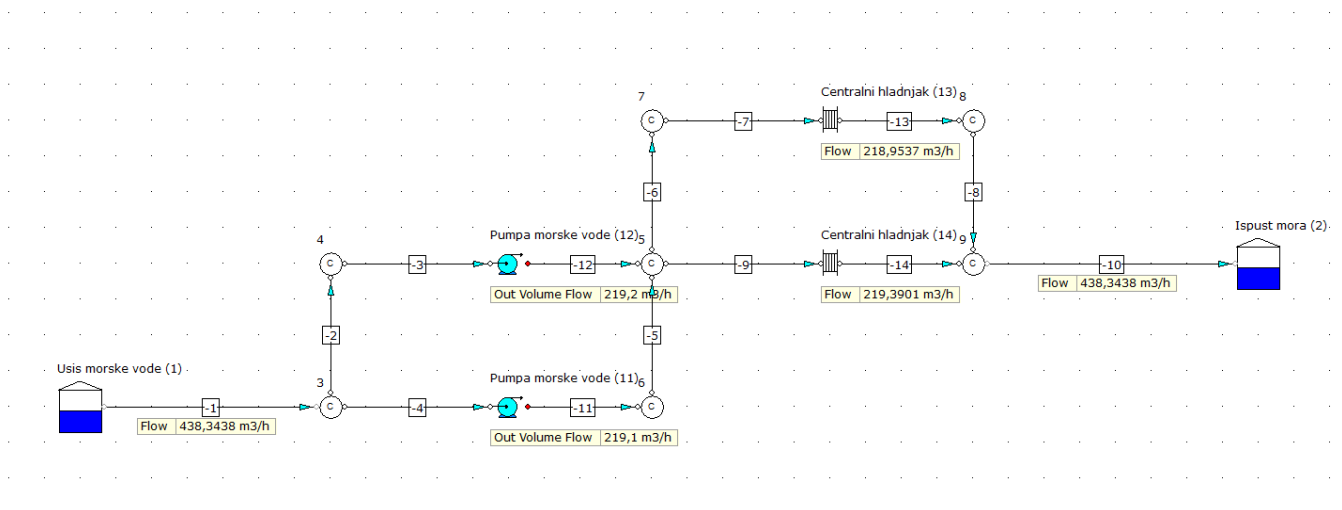 7
Centralni hladnjak (13)
8
C
-7
-13
C
Flow 218,9537 m3/h
-6
-8
Ispust mora (2)
4
Pumpa morske vode (12)
5
Centralni hladnjak (14)
9
C
-3
-12
C
-9
-14
C
-10
Out Volume Flow 219,2 m3/h
Flow 219,3901 m3/h
Flow 438,3438 m3/h
-2
-5
Usis morske vode (1)
3
Pumpa morske vode (11)
6
-1
C
-4
-11
C
Flow 438,3438 m3/h
Out Volume Flow 219,1 m3/h